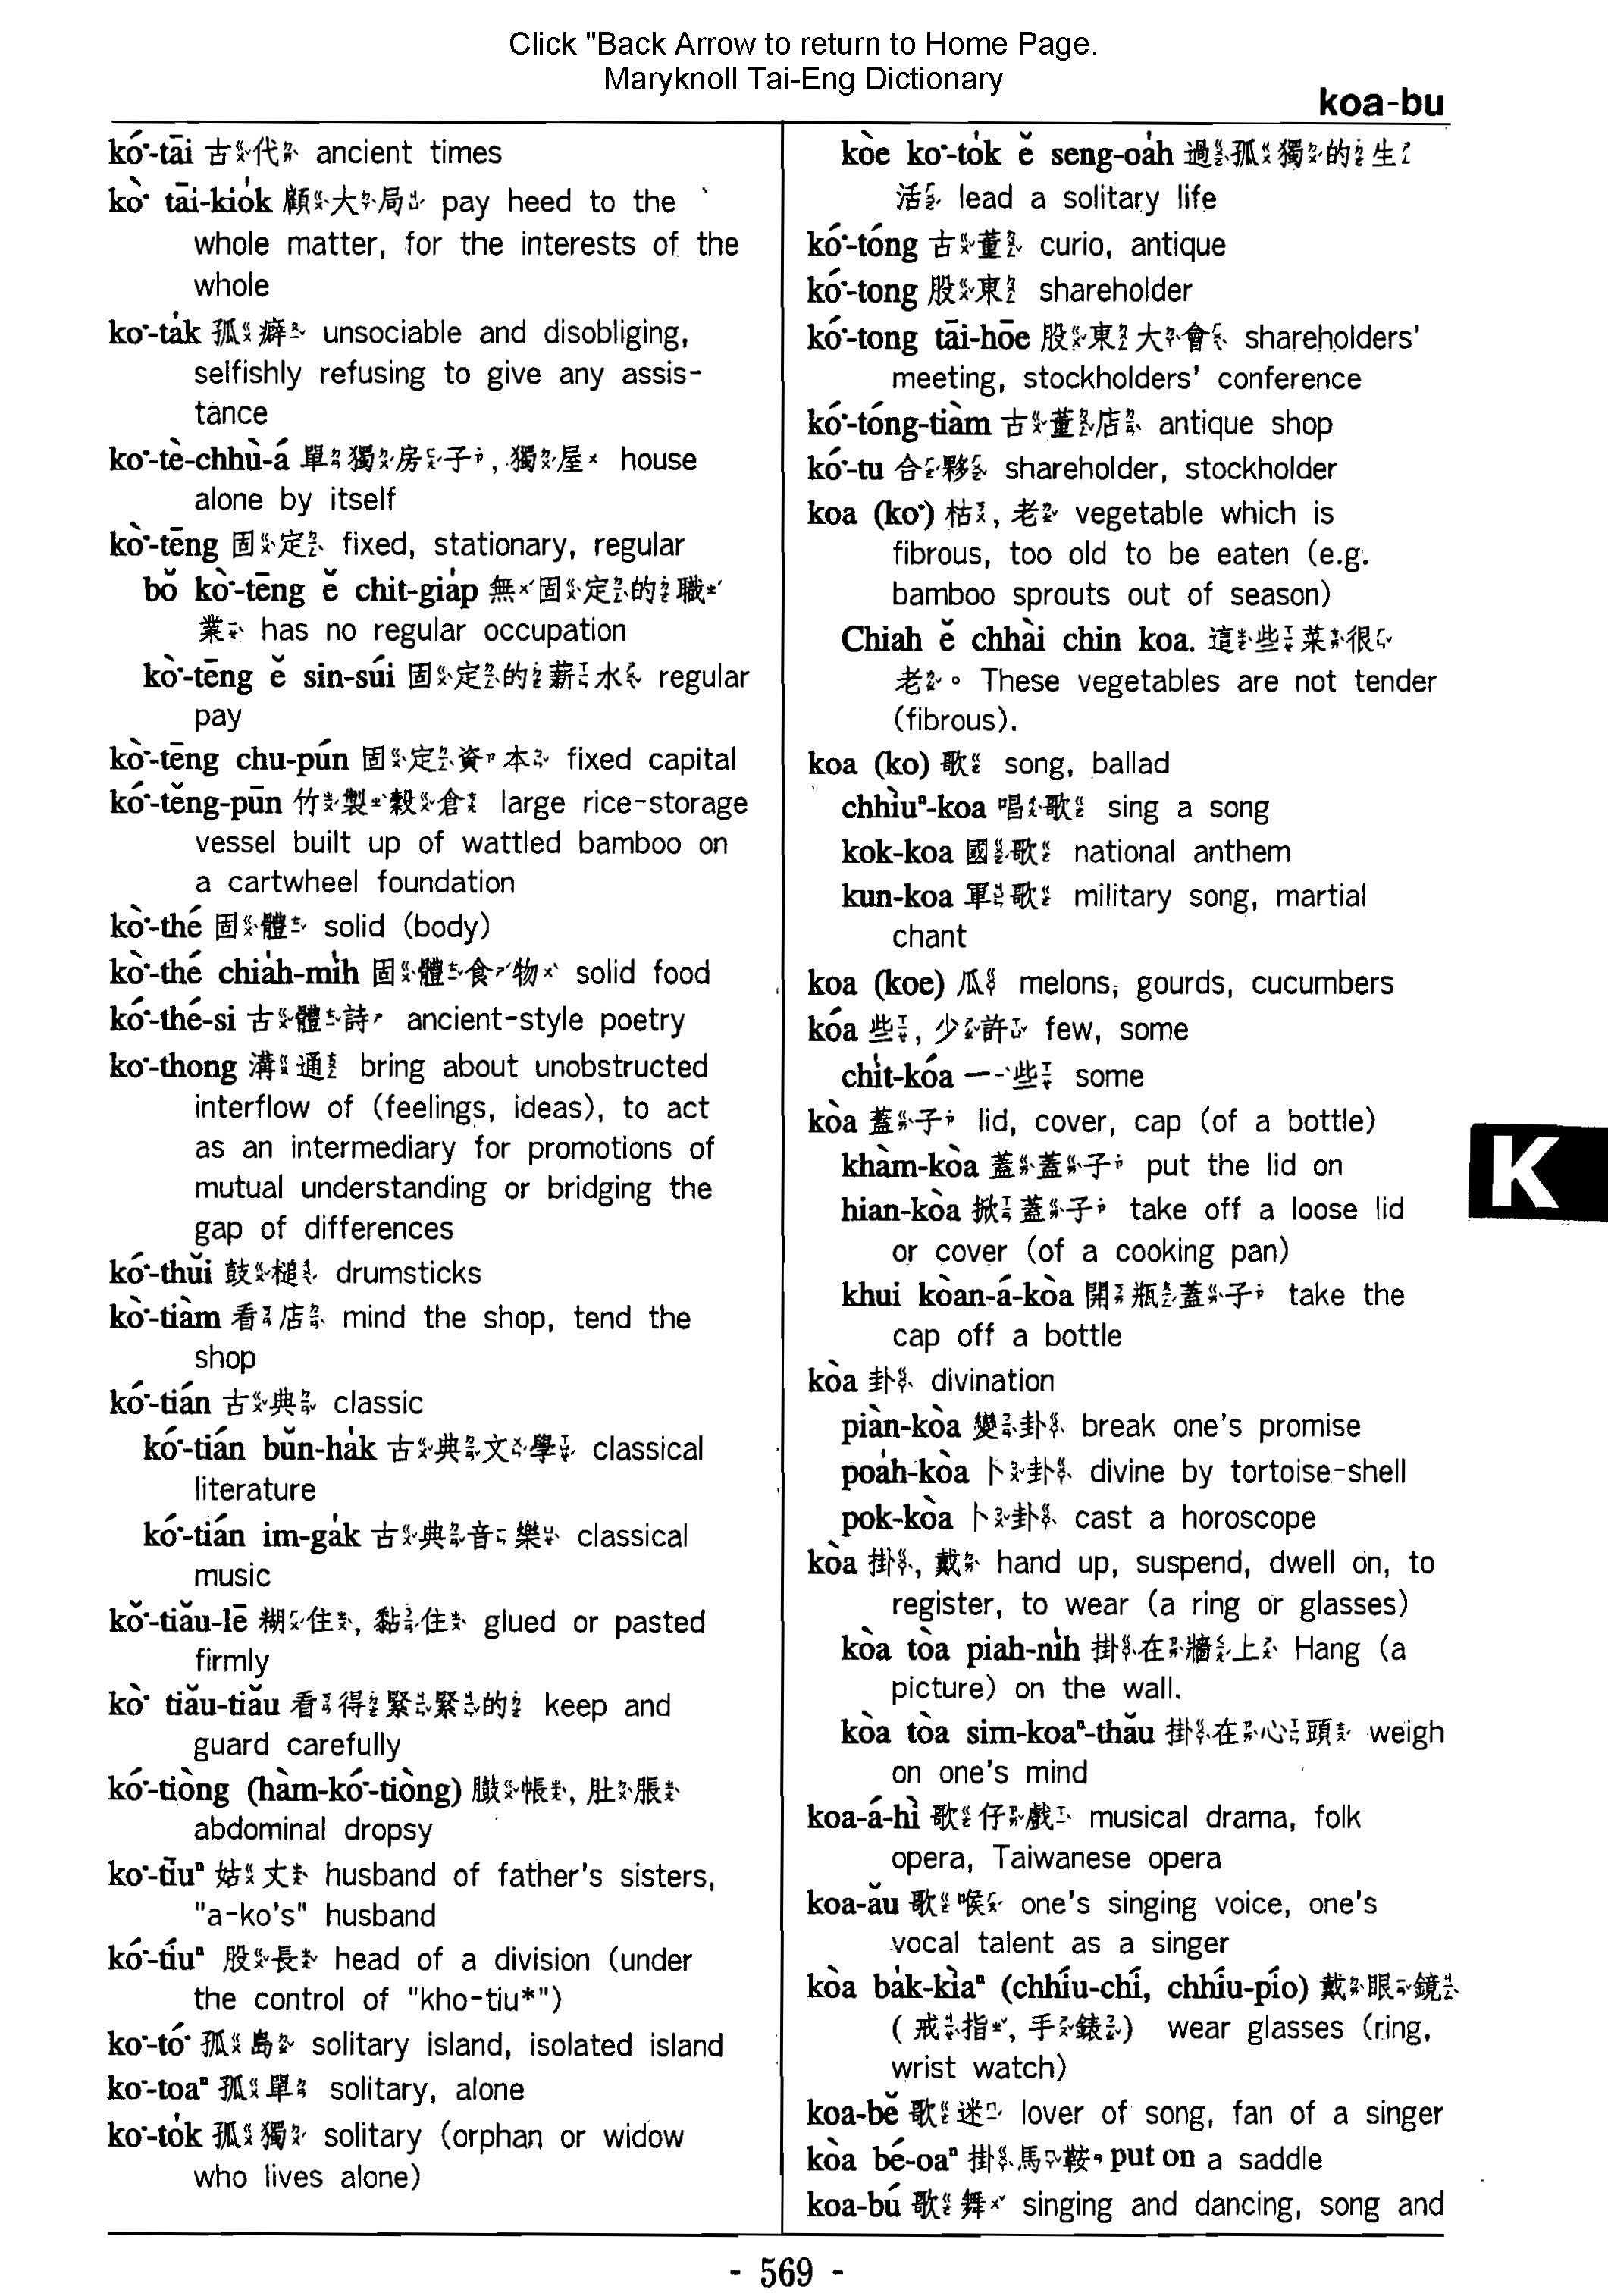 Click "Back Arrow to return to Home Page.
Maryknoll Tai-Eng Dictionary
koa-bu
kó͘-tāi 古代 ancient times
kò͘ tāi-kio̍k 顧大局 pay heed to the
whole matter, for the interests of the
whole
ko͘-ta̍k 孤癖 unsociable and disobliging,
selfishly refusing to give any assis-
tance
ko͘-tè-chhù-á 單獨房子, 獨屋 house
alone by itself
kò͘-tēng 固定 fixed, stationary, regular
bŏ kò͘-tēng ĕ chit-gia̍p 無固定的職
業 has no regular occupation
kò͘-tēng ĕ sin-súi 固定的薪水 regular
pay
kò͘-tēng chu-pún 固定資本 fixed capital
kó͘-tĕng-pūn 竹製穀倉 large rice-storage
vessel built up of wattled bamboo on
a cartwheel foundation
kò͘-thé 固體 solid (body)
kò͘-thé chia̍h-mi̍h 固體食物 solid food
kó͘-thé-si 古體詩 ancient-style poetry
ko͘-thong 溝通 bring about unobstructed
interflow of (feelings, ideas), to act
as an intermediary for promotions of
mutual understanding or bridging the
gap of differences
kó͘-thŭi 鼓槌 drumsticks
kò͘-tiàm 看店 mind the shop, tend the
shop
kó͘-tián 古典 classic
kó͘-tián bŭn-ha̍k 古典文學 classical
literature
kó͘-tián im-ga̍k 古典音樂 classical
music
kŏ͘-tiău-lē 糊住, 黏住 glued or pasted
firmly
kò͘ tiău-tiău 看得緊緊的 keep and
guard carefully
kó͘-tiòng (hàm-kó͘-tiòng) 臌帳, 肚脹
abdominal dropsy
ko͘-tīuⁿ 姑丈 husband of father's sisters,
"a-ko's" husband
kó͘-tíuⁿ 股長 head of a division (under
the control of "kho-tiu*")
ko͘-tó͘ 孤島 solitary island, isolated island
ko͘-toaⁿ 孤單 solitary, alone
ko͘-to̍k 孤獨 solitary (orphan or widow
who lives alone)
kòe ko͘-to̍k ĕ seng-oa̍h 過孤獨的生
活 lead a solitary life
kó͘-tóng 古董 curio, antique
kó͘-tong 股東 shareholder
kó͘-tong tāi-hōe 股東大會 shareholders'
meeting, stockholders' conference
kó͘-tóng-tiàm 古董店 antique shop
kó͘-tu 合夥 shareholder, stockholder
koa (ko͘) 枯, 老 vegetable which is
fibrous, too old to be eaten (e.g.
bamboo sprouts out of season)
Chiah ĕ chhài chin koa. 這些菜很
老。 These vegetables are not tender
(fibrous).
koa (ko) 歌 song, ballad
chhìuⁿ-koa 唱歌 sing a song
kok-koa 國歌 national anthem
kun-koa 軍歌 military song, martial
chant
koa (koe) 瓜 melons, gourds, cucumbers
kóa 些, 少許 few, some
chi̍t-kóa 一些 some
kòa 蓋子 lid, cover, cap (of a bottle)
khàm-kòa 蓋蓋子 put the lid on
hian-kòa 掀蓋子 take off a loose lid
or cover (of a cooking pan)
khui kòan-á-kòa 開瓶蓋子 take the
cap off a bottle
kòa 卦 divination
piàn-kòa 變卦 break one's promise
poa̍h-kòa 卜卦 divine by tortoise-shell
pok-kòa 卜卦 cast a horoscope
kòa 掛, 戴 hand up, suspend, dwell on, to
register, to wear (a ring or glasses)
kòa tòa piah-ni̍h 掛在牆上 Hang (a
picture) on the wall.
kòa tòa sim-koaⁿ-thău 掛在心頭 weigh
on one's mind
koa-á-hì 歌仔戲 musical drama, folk
opera, Taiwanese opera
koa-ău 歌喉 one's singing voice, one's
vocal talent as a singer
kòa ba̍k-kìaⁿ (chhíu-chí, chhíu-pío) 戴眼鏡
(戒指, 手錶) wear glasses (ring,
wrist watch)
koa-bĕ 歌迷 lover of song, fan of a singer
kòa bé-oaⁿ 掛馬鞍 put on a saddle
koa-bú 歌舞 singing and dancing, song and
K
- 569 -